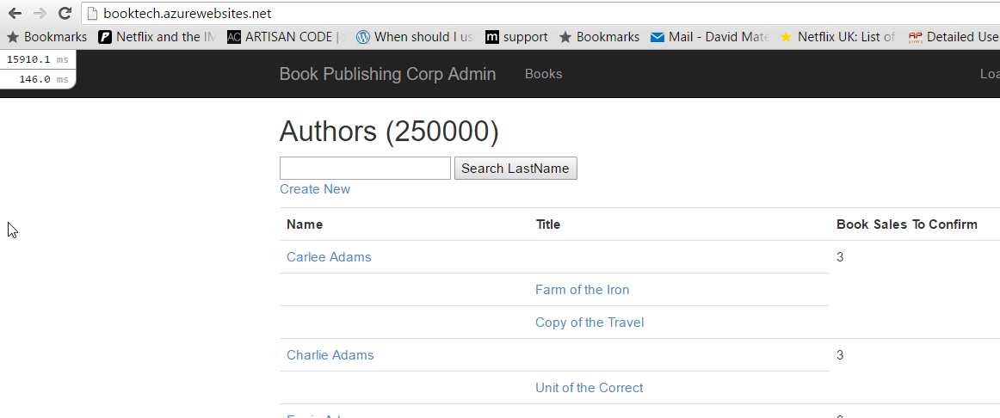 booktech.azurewebsites.net
Bookmarks Netflix and the IM ARTISAN CODE | When should I us support Bookmarks Mail - David Mate Netflix UK: List of Detailed Use
15910.1 ms
Book Publishing Corp Admin Books Loa
146.0 ms
Authors (250000)
Search LastName
Create New
Name Title Book Sales To Confirm
Carlee Adams 3
Farm of the Iron
Copy of the Travel
Charlie Adams 3
Unit of the Correct